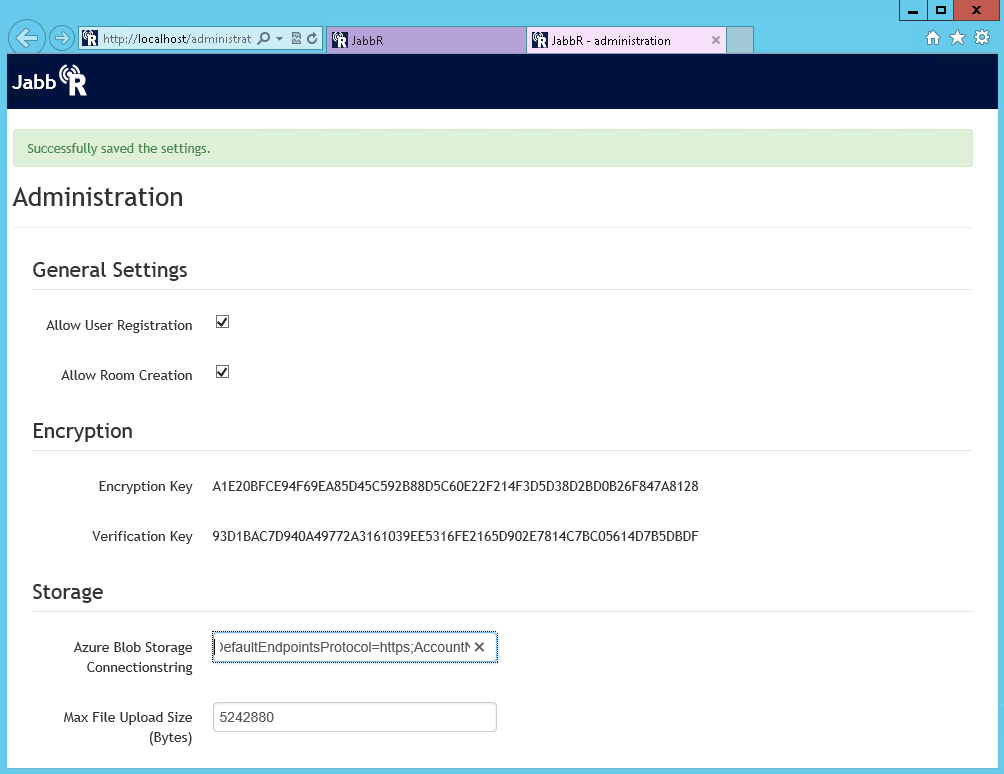 http://localhost/administrat
JabbR
JabbR - administration
JabbR
Successfully saved the settings.
Administration
General Settings
Allow User Registration
Allow Room Creation
Encryption
Encryption Key A1E20BFCE94F69EA85D45C592B88D5C60E22F214F3D5D38D2BD0B26F847A8128
Verification Key 93D1BAC7D940A49772A3161039EE5316FE2165D902E7814C7BC05614D7B5DBDF
Storage
Azure Blob Storage DefaultEndpointsProtocol=https;AccountN
Connectionstring
Max File Upload Size 5242880
(Bytes)